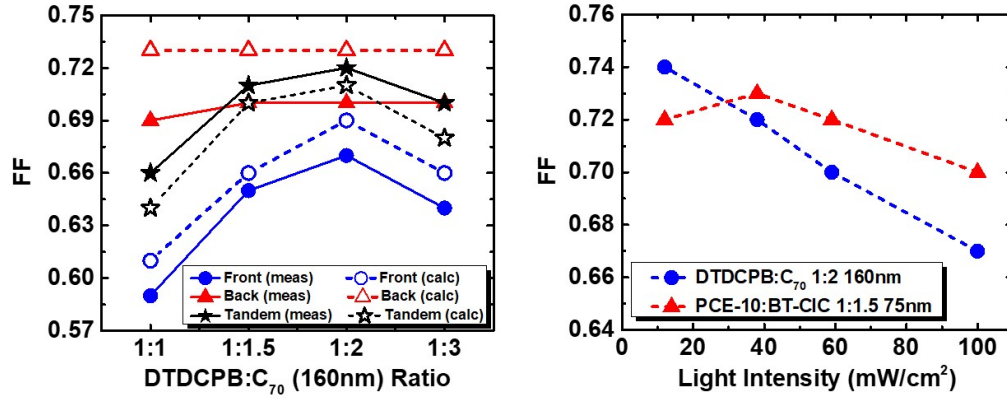 FF
0.72
0.69
0.66
0.63
0.60
0.57
Front (meas)
Front (calc)
Back (meas)
Back (calc)
Tandem (meas)
Tandem (calc)
1:1
1:1.5
1:2
1:3
DTDCPB:C₇₀ (160nm) Ratio
FF
0.76
0.74
0.72
0.70
0.68
0.66
0.64
DTDCPB:C₇₀ 1:2 160nm
PCE-10:BT-CIC 1:1.5 75nm
0
20
40
60
80
100
Light Intensity (mW/cm²)